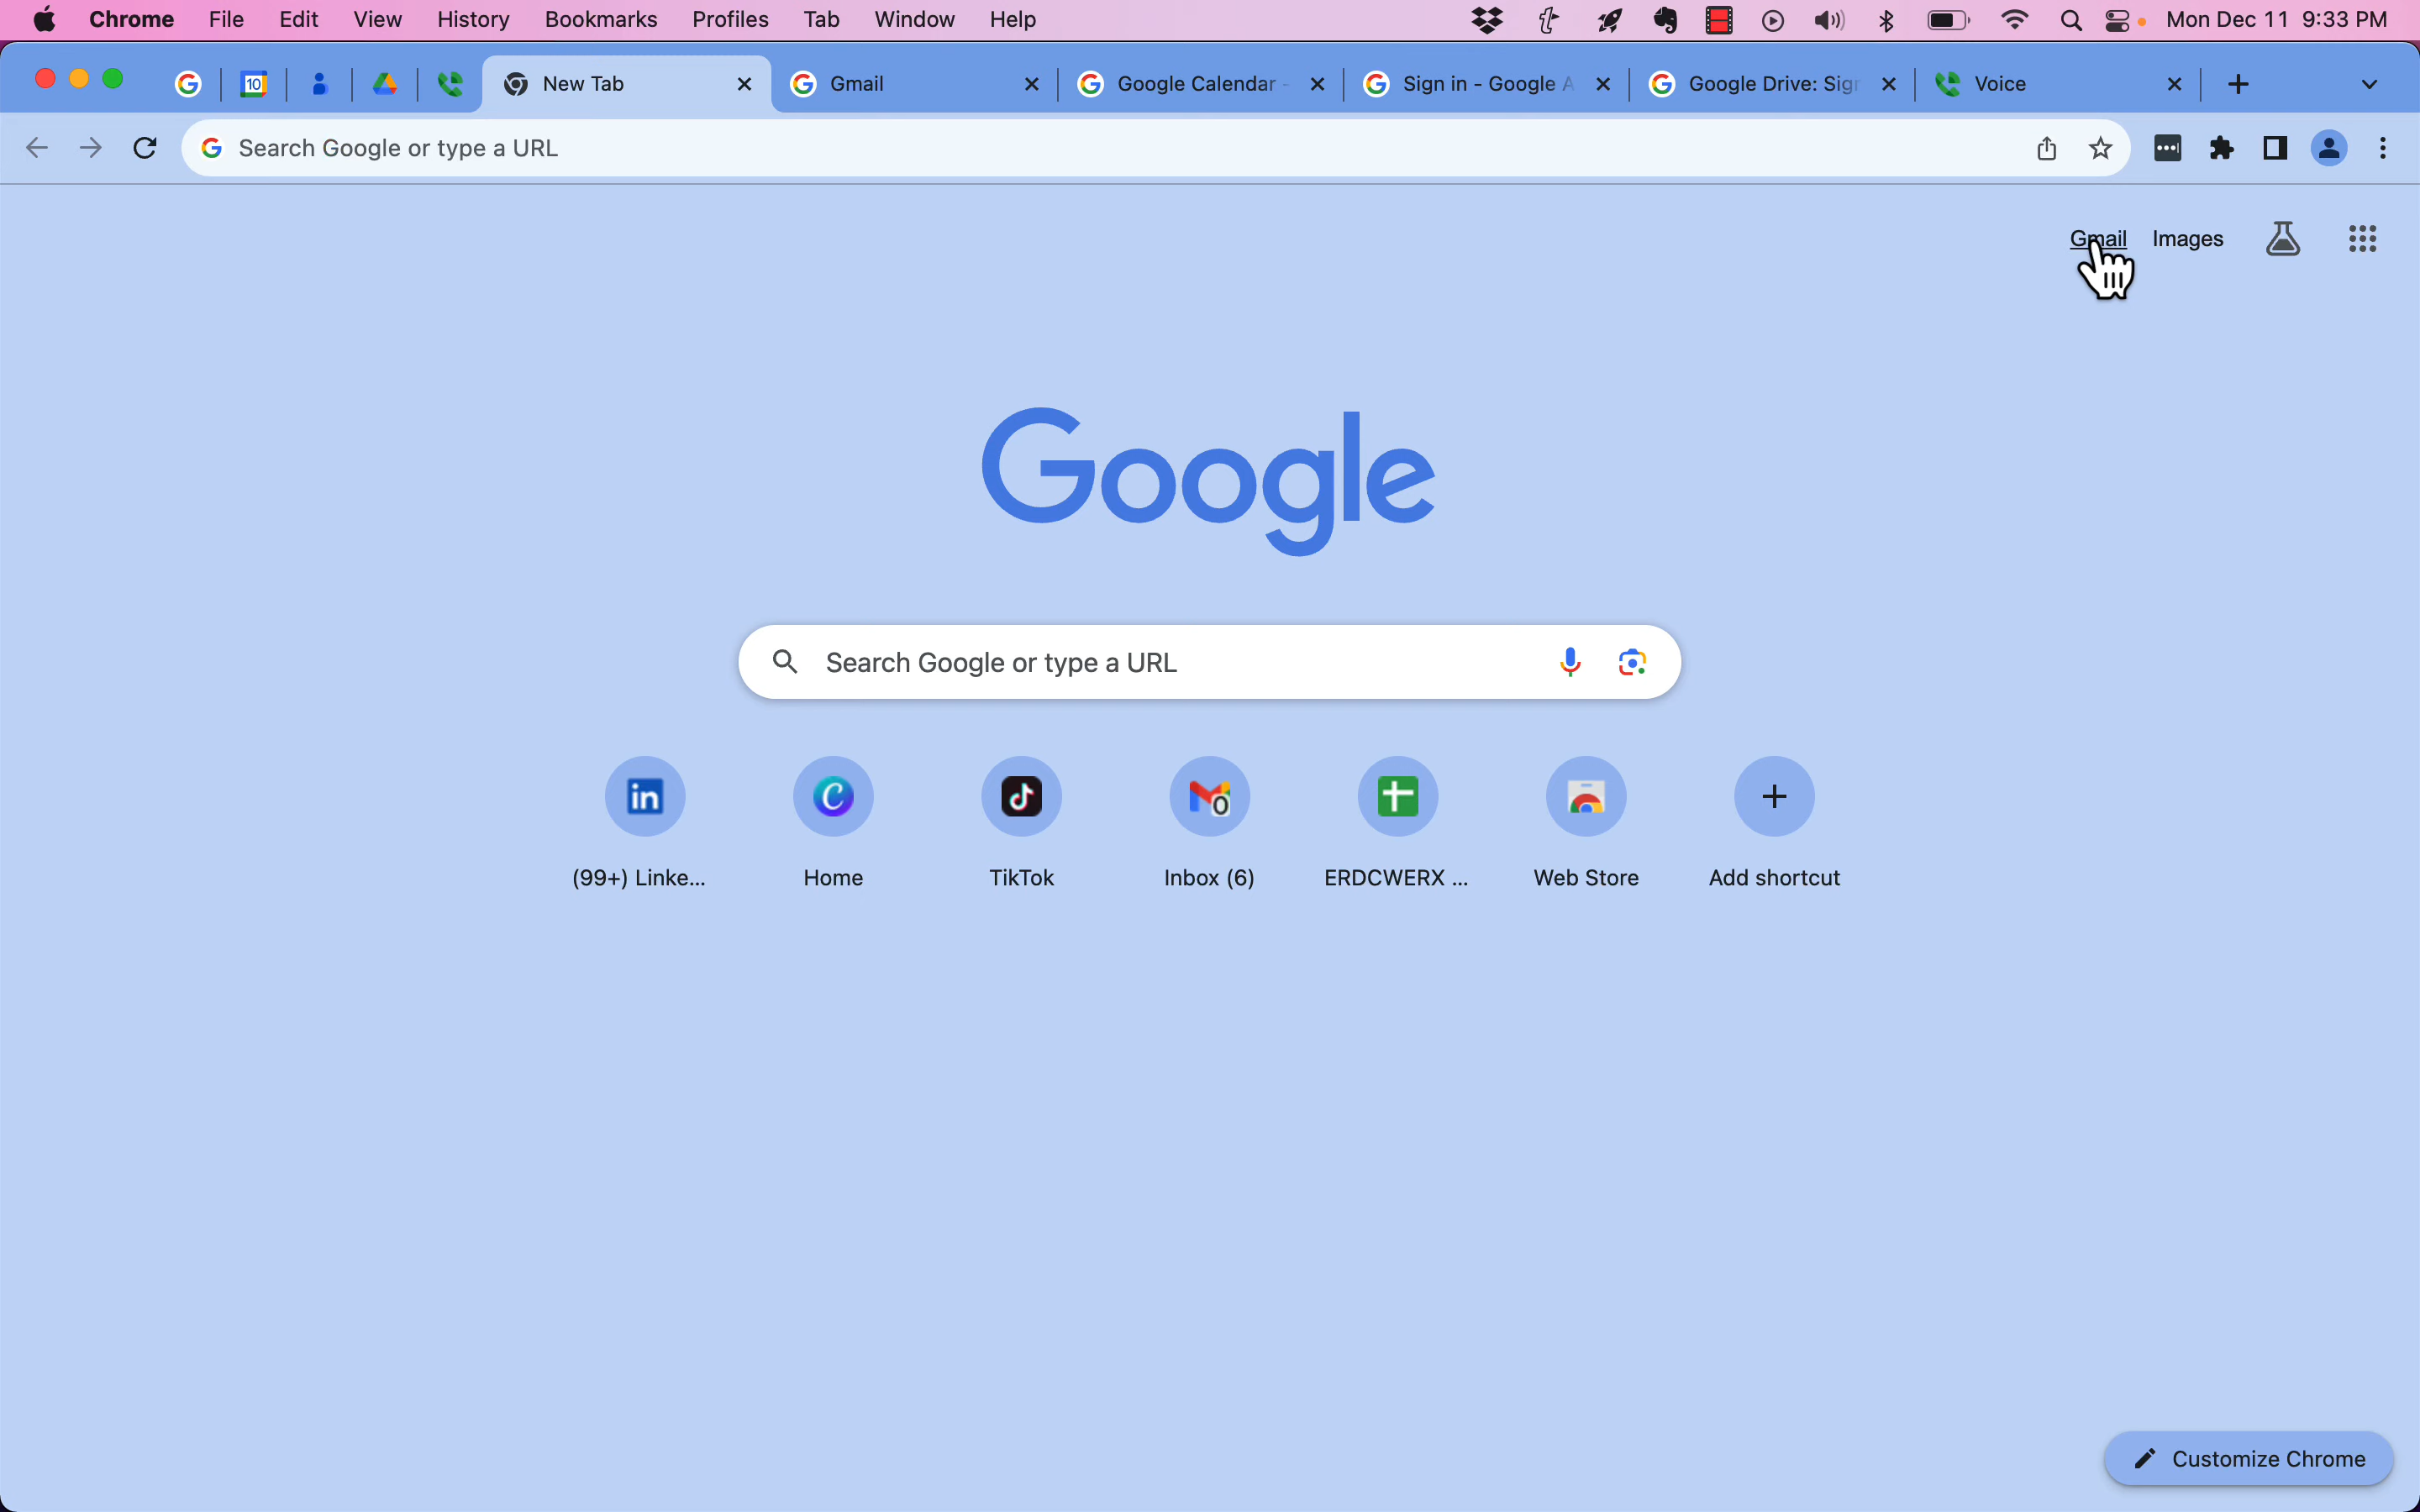 Chrome File Edit View History Bookmarks Profiles Tab Window Help Mon Dec 11 9:33 PM
10 New Tab Gmail Google Calendar - Sign in - Google A Google Drive: Sig Voice
Search Google or type a URL
Gmail Images
Google
Search Google or type a URL
(99+) Linke... Home TikTok Inbox (6) ERDCWERX ... Web Store Add shortcut
Customize Chrome